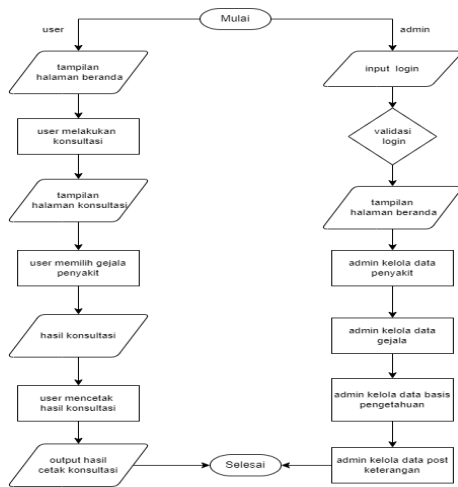 Mulai
user
admin
tampilan
halaman beranda
user melakukan
konsultasi
tampilan
halaman konsultasi
user memilih gejala
penyakit
hasil konsultasi
user mencetak
hasil konsultasi
output hasil
cetak konsultasi
input login
validasi
login
tampilan
halaman beranda
admin kelola data
penyakit
admin kelola data
gejala
admin kelola data basis
pengetahuan
admin kelola data post
keterangan
Selesai